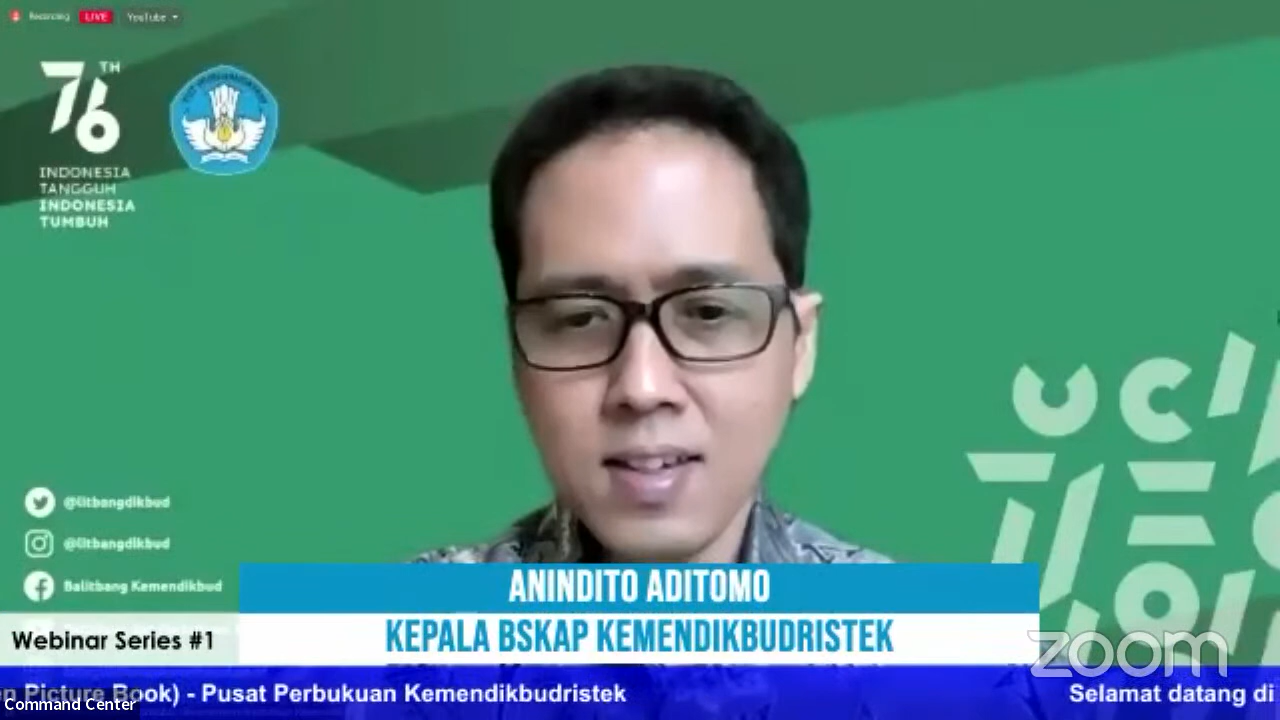 Recording LIVE YouTube
76TH
INDONESIA
TANGGUH
INDONESIA
TUMBUH
@litbangdikbud
@litbangdikbud
Balitbang Kemendikbud
ANINDITO ADITOMO
KEPALA BSKAP KEMENDIKBUDRISTEK
Webinar Series #1
zoom
en Picture Book) - Pusat Perbukuan Kemendikbudristek
Selamat datang di
Command Center